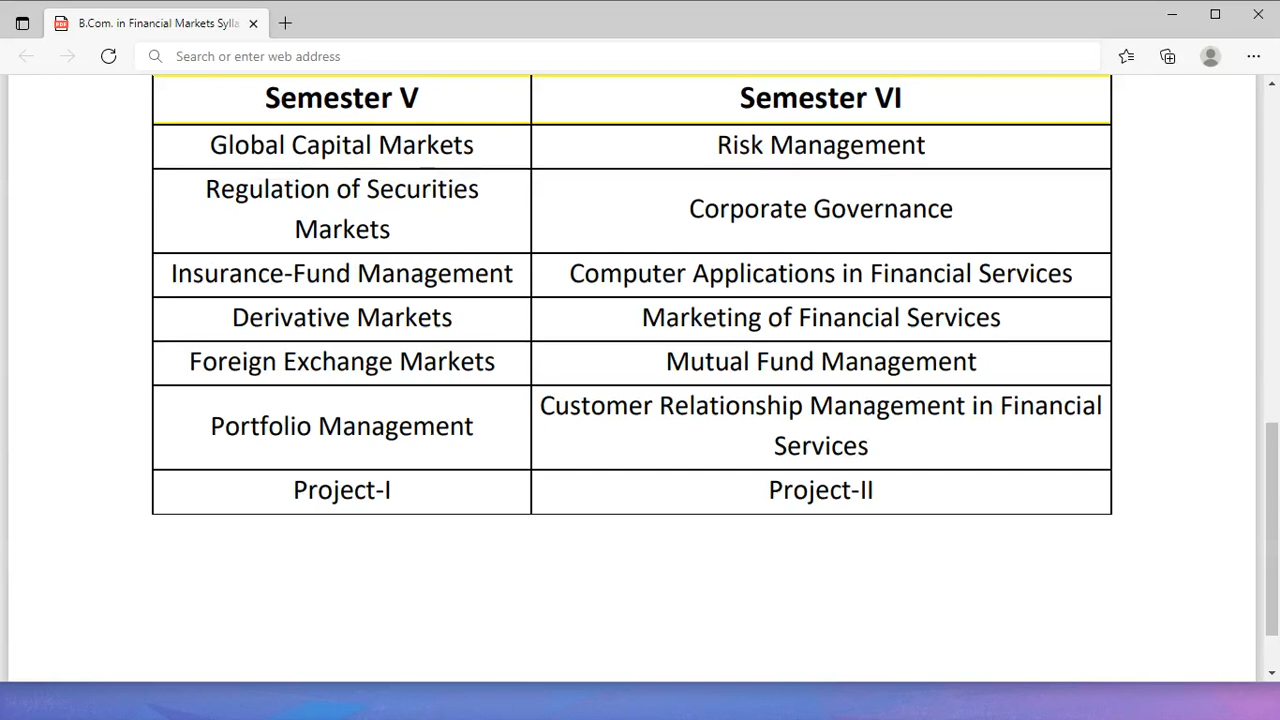 B.Com. in Financial Markets Sylla
Search or enter web address
Semester V
Semester VI
Global Capital Markets
Risk Management
Regulation of Securities
Markets
Corporate Governance
Insurance-Fund Management
Computer Applications in Financial Services
Derivative Markets
Marketing of Financial Services
Foreign Exchange Markets
Mutual Fund Management
Portfolio Management
Customer Relationship Management in Financial
Services
Project-I
Project-II